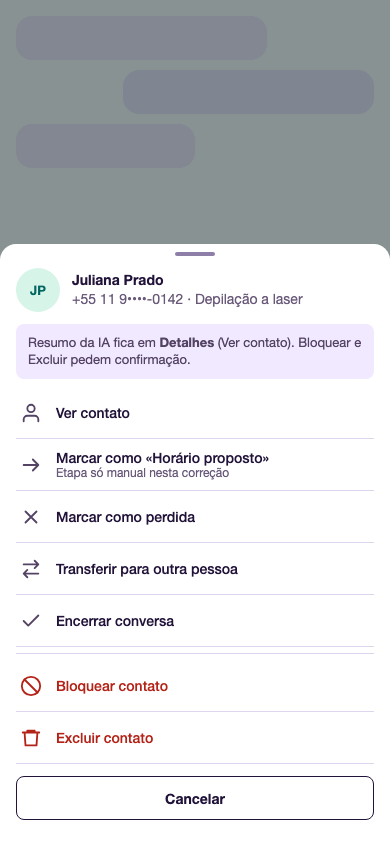 JP
Juliana Prado
+55 11 9••••-0142 · Depilação a laser
Resumo da IA fica em Detalhes (Ver contato). Bloquear e
Excluir pedem confirmação.
Ver contato
Marcar como «Horário proposto»
Etapa só manual nesta correção
Marcar como perdida
Transferir para outra pessoa
Encerrar conversa
Bloquear contato
Excluir contato
Cancelar